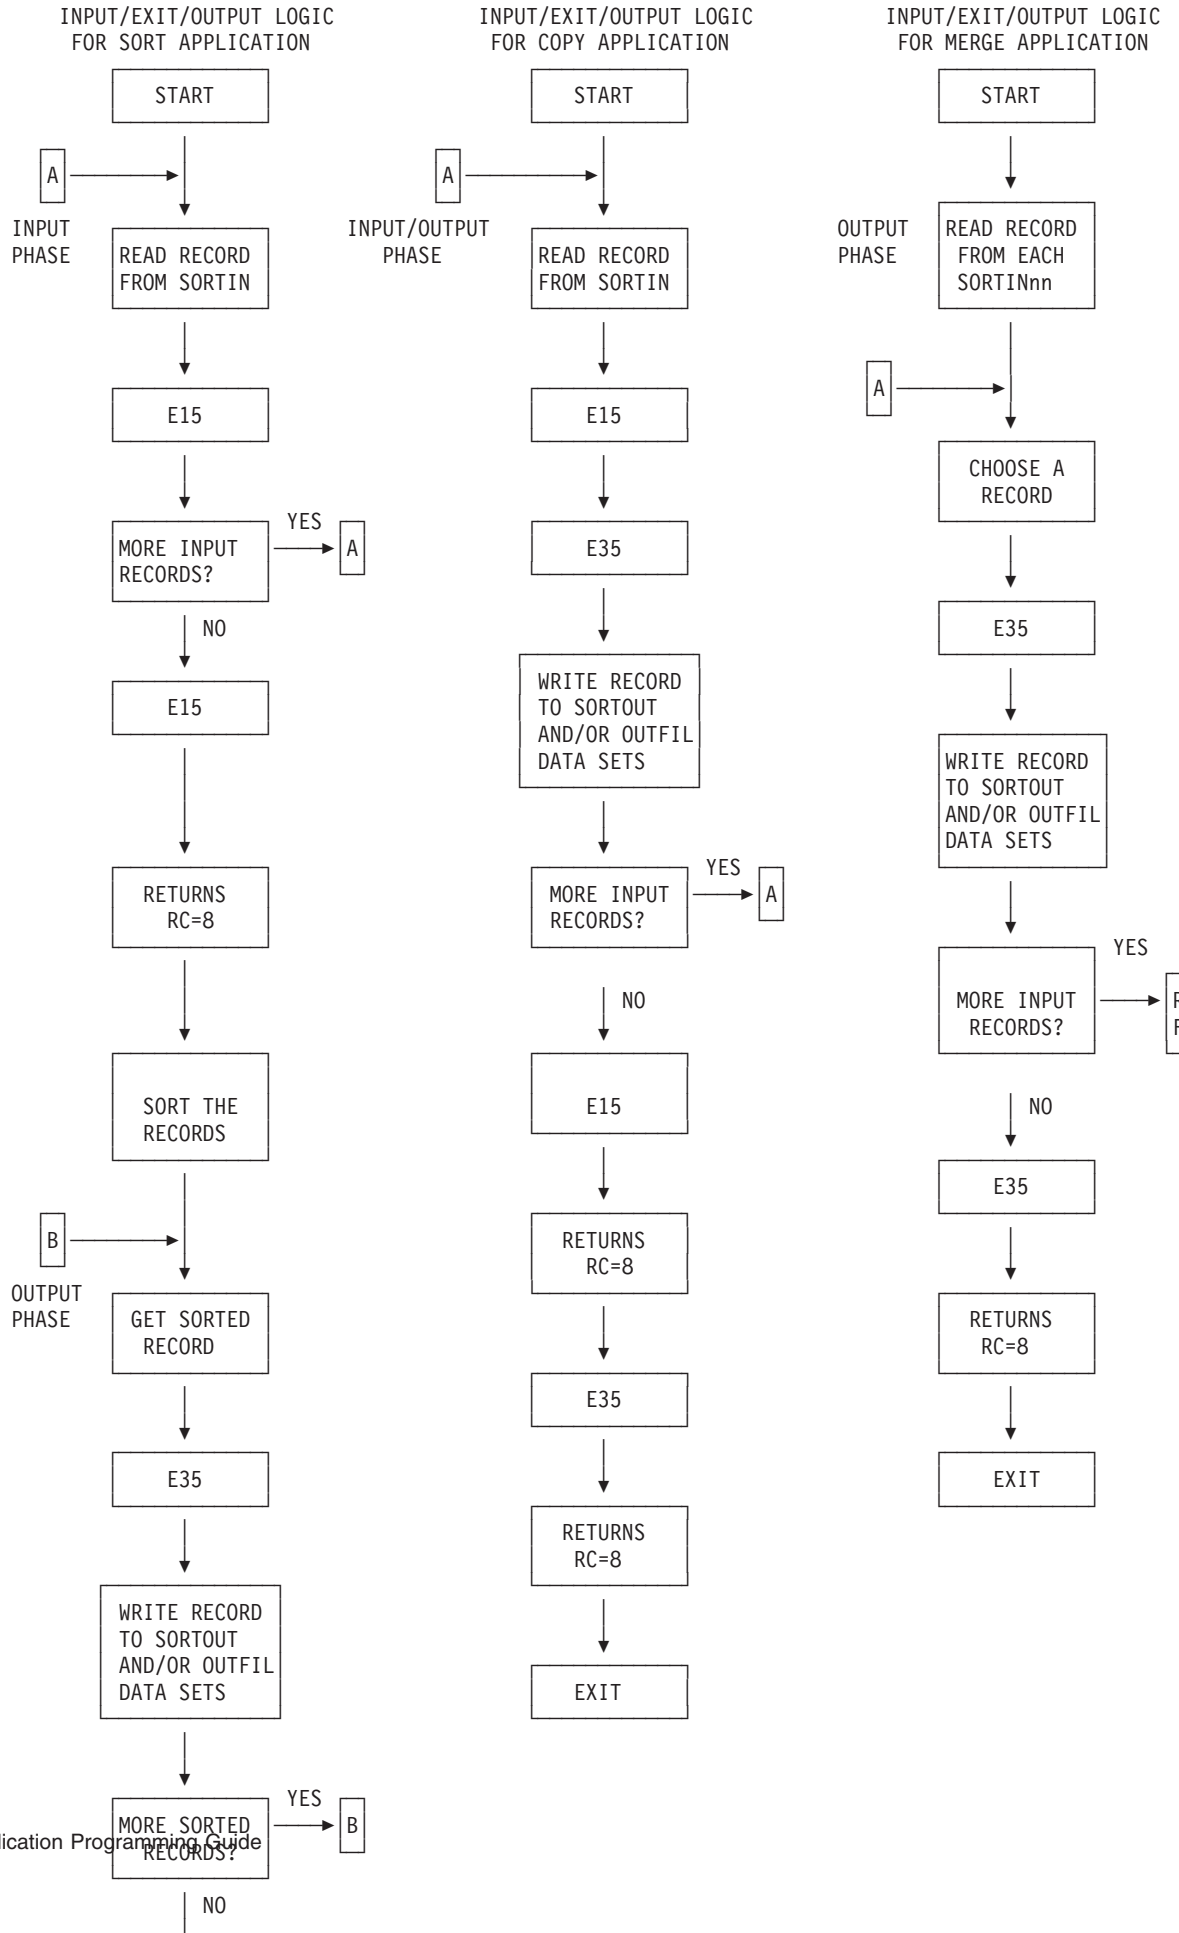 INPUT/EXIT/OUTPUT LOGIC
FOR SORT APPLICATION
START
A
INPUT
PHASE
READ RECORD
FROM SORTIN
E15
MORE INPUT
RECORDS?
YES
A
NO
E15
RETURNS
RC=8
SORT THE
RECORDS
B
OUTPUT
PHASE
GET SORTED
RECORD
E35
WRITE RECORD
TO SORTOUT
AND/OR OUTFIL
DATA SETS
MORE SORTED
RECORDS?
YES
B
NO
lication Programming Guide
INPUT/EXIT/OUTPUT LOGIC
FOR COPY APPLICATION
START
A
INPUT/OUTPUT
PHASE
READ RECORD
FROM SORTIN
E15
E35
WRITE RECORD
TO SORTOUT
AND/OR OUTFIL
DATA SETS
MORE INPUT
RECORDS?
YES
A
NO
E15
RETURNS
RC=8
E35
RETURNS
RC=8
EXIT
INPUT/EXIT/OUTPUT LOGIC
FOR MERGE APPLICATION
START
OUTPUT
PHASE
READ RECORD
FROM EACH
SORTINnn
A
CHOOSE A
RECORD
E35
WRITE RECORD
TO SORTOUT
AND/OR OUTFIL
DATA SETS
MORE INPUT
RECORDS?
YES
NO
E35
RETURNS
RC=8
EXIT